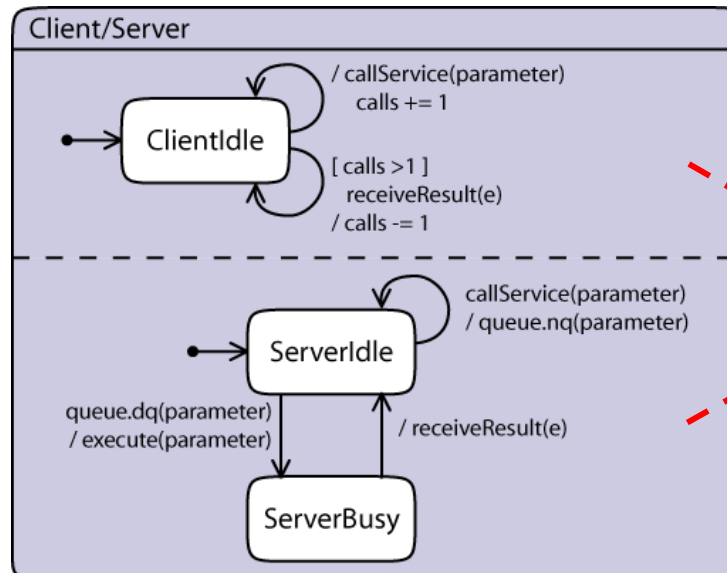 Client/Server
/ callService(parameter)
calls += 1
ClientIdle
[ calls >1 ]
receiveResult(e)
/ calls -= 1
callService(parameter)
/ queue.nq(parameter)
ServerIdle
queue.dq(parameter)
/ execute(parameter)
/ receiveResult(e)
ServerBusy